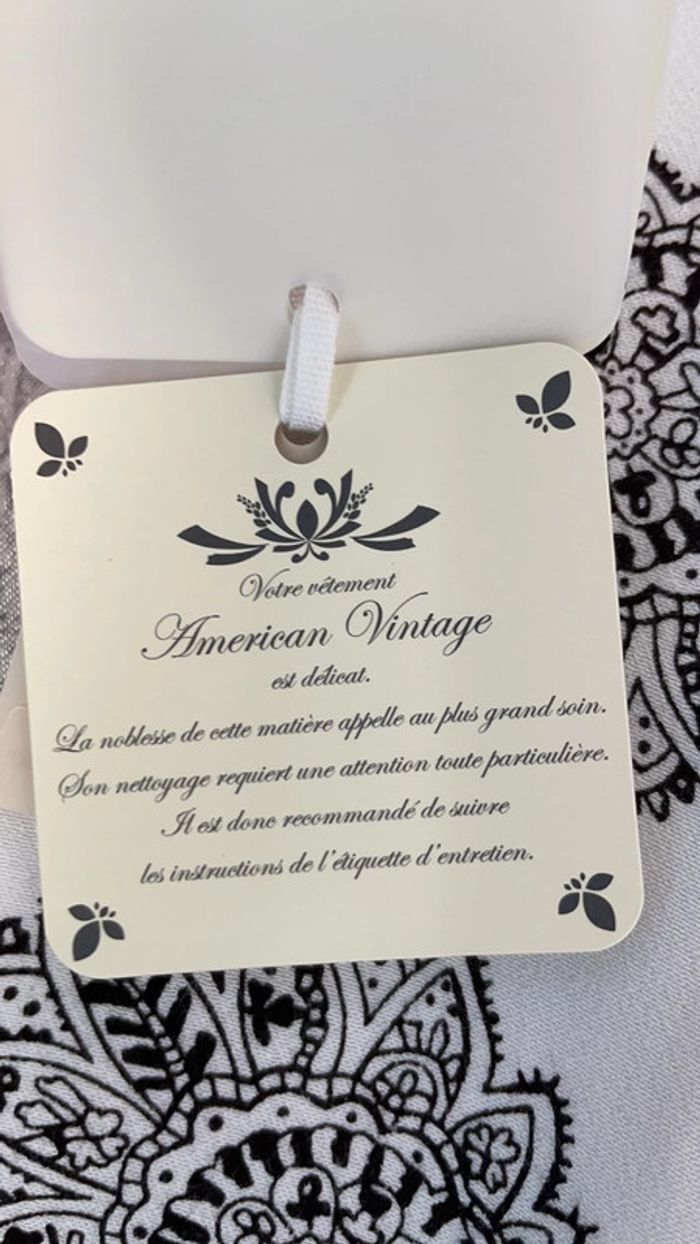 Votre vêtement
American Vintage
est délicat.
La noblesse de cette matière appelle au plus grand soin.
Son nettoyage requiert une attention toute particulière.
Il est donc recommandé de suivre
les instructions de l'étiquette d'entretien.